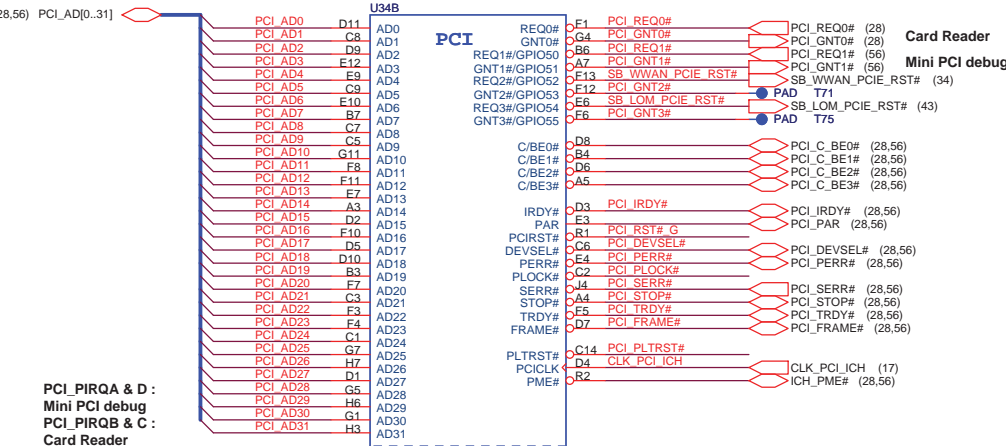 28,56) PCI_AD[0..31]
U34B
PCI
PCI_AD0 D11 AD0
PCI_AD1 C8 AD1
PCI_AD2 D9 AD2
PCI_AD3 E12 AD3
PCI_AD4 E9 AD4
PCI_AD5 C9 AD5
PCI_AD6 E10 AD6
PCI_AD7 B7 AD7
PCI_AD8 C7 AD8
PCI_AD9 C5 AD9
PCI_AD10 G11 AD10
PCI_AD11 F8 AD11
PCI_AD12 F11 AD12
PCI_AD13 E7 AD13
PCI_AD14 A3 AD14
PCI_AD15 D2 AD15
PCI_AD16 F10 AD16
PCI_AD17 D5 AD17
PCI_AD18 D10 AD18
PCI_AD19 B3 AD19
PCI_AD20 F7 AD20
PCI_AD21 C3 AD21
PCI_AD22 F3 AD22
PCI_AD23 F4 AD23
PCI_AD24 C1 AD24
PCI_AD25 G7 AD25
PCI_AD26 H7 AD26
PCI_AD27 D1 AD27
PCI_AD28 G5 AD28
PCI_AD29 H6 AD29
PCI_AD30 G1 AD30
PCI_AD31 H3 AD31
REQ0# F1 PCI_REQ0# PCI_REQ0# (28)
GNT0# G4 PCI_GNT0# PCI_GNT0# (28)
REQ1#/GPIO50 B6 PCI_REQ1# PCI_REQ1# (56)
GNT1#/GPIO51 A7 PCI_GNT1# PCI_GNT1# (56)
REQ2#/GPIO52 F13 SB_WWAN_PCIE_RST# SB_WWAN_PCIE_RST# (34)
GNT2#/GPIO53 F12 PCI_GNT2# PAD T71
REQ3#/GPIO54 E6 SB_LOM_PCIE_RST# SB_LOM_PCIE_RST# (43)
GNT3#/GPIO55 F6 PCI_GNT3# PAD T75
Card Reader
Mini PCI debug
C/BE0# D8 PCI_C_BE0# (28,56)
C/BE1# B4 PCI_C_BE1# (28,56)
C/BE2# D6 PCI_C_BE2# (28,56)
C/BE3# A5 PCI_C_BE3# (28,56)
IRDY# D3 PCI_IRDY# PCI_IRDY# (28,56)
PAR E3 PCI_PAR (28,56)
PCIRST# R1 PCI_RST#_G
DEVSEL# C6 PCI_DEVSEL# PCI_DEVSEL# (28,56)
PERR# E4 PCI_PERR# PCI_PERR# (28,56)
PLOCK# C2 PCI_PLOCK#
SERR# J4 PCI_SERR# PCI_SERR# (28,56)
STOP# A4 PCI_STOP# PCI_STOP# (28,56)
TRDY# F5 PCI_TRDY# PCI_TRDY# (28,56)
FRAME# D7 PCI_FRAME# PCI_FRAME# (28,56)
PLTRST# C14 PCI_PLTRST#
PCICLK D4 CLK_PCI_ICH CLK_PCI_ICH (17)
PME# R2 ICH_PME# (28,56)
PCI_PIRQA & D :
Mini PCI debug
PCI_PIRQB & C :
Card Reader